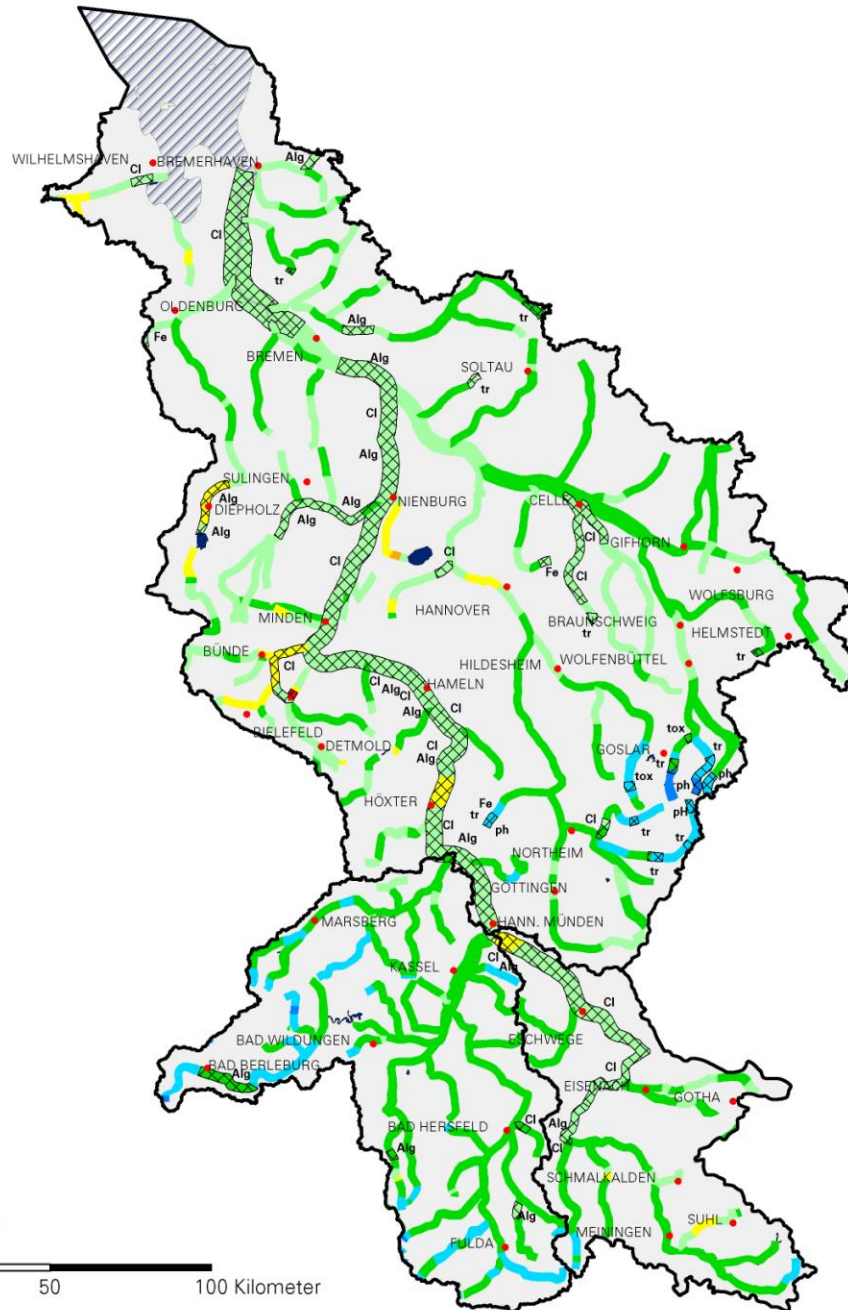 Alg
WILHELMSHAVEN BREMERHAVEN
Cl
Cl
tr
OLDENBURG
Alg
tr
Fe
BREMEN
Alg
SOLTAU
tr
Cl
Alg
SULINGEN
Alg
Alg
NIENBURG
CELLE
DIEPHOLZ
Alg
Alg
GIFHORN
Cl
Cl
Cl
Fe
WOLFSBURG
HANNOVER
MINDEN
BRAUNSCHWEIG
HELMSTEDT
tr
BÜNDE
Cl
HILDESHEIM
WOLFENBÜTTEL
tr
Cl
Alg
Cl
HAMELN
Alg
Cl
BIELEFELD
DETMOLD
Cl
Alg
tox
GOSLAR
tr
tr
tox
ph
ph
HÖXTER
Fe
tr
ph
pH
Cl
Cl
tr
tr
Alg
NORTHEIM
tr
GÖTTINGEN
MARSBERG
HANN. MÜNDEN
Cl
Alg
KASSEL
Cl
BAD WILDUNGEN
ESCHWEGE
BAD BERLEBURG
Alg
Cl
EISENACH
GOTHA
Cl
Alg
BAD HERSFELD
Cl
Alg
SCHMALKALDEN
Alg
SUHL
MEININGEN
FULDA
50
100 Kilometer